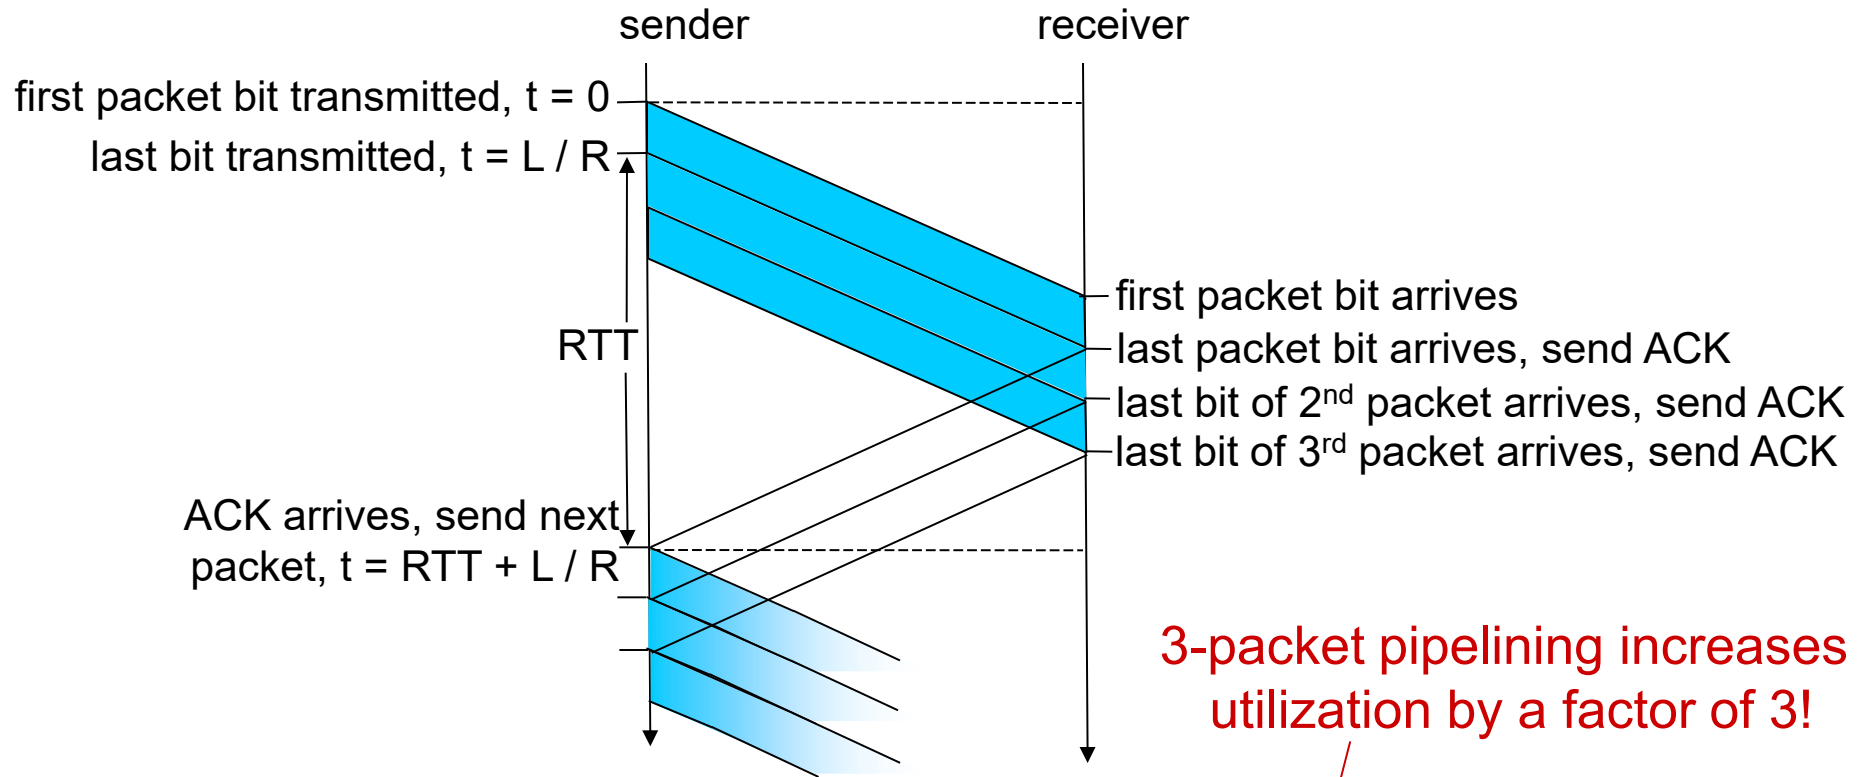 sender
receiver
first packet bit transmitted, t = 0
last bit transmitted, t = L / R
first packet bit arrives
RTT
last packet bit arrives, send ACK
last bit of 2nd packet arrives, send ACK
last bit of 3rd packet arrives, send ACK
ACK arrives, send next
packet, t = RTT + L / R
3-packet pipelining increases
utilization by a factor of 3!